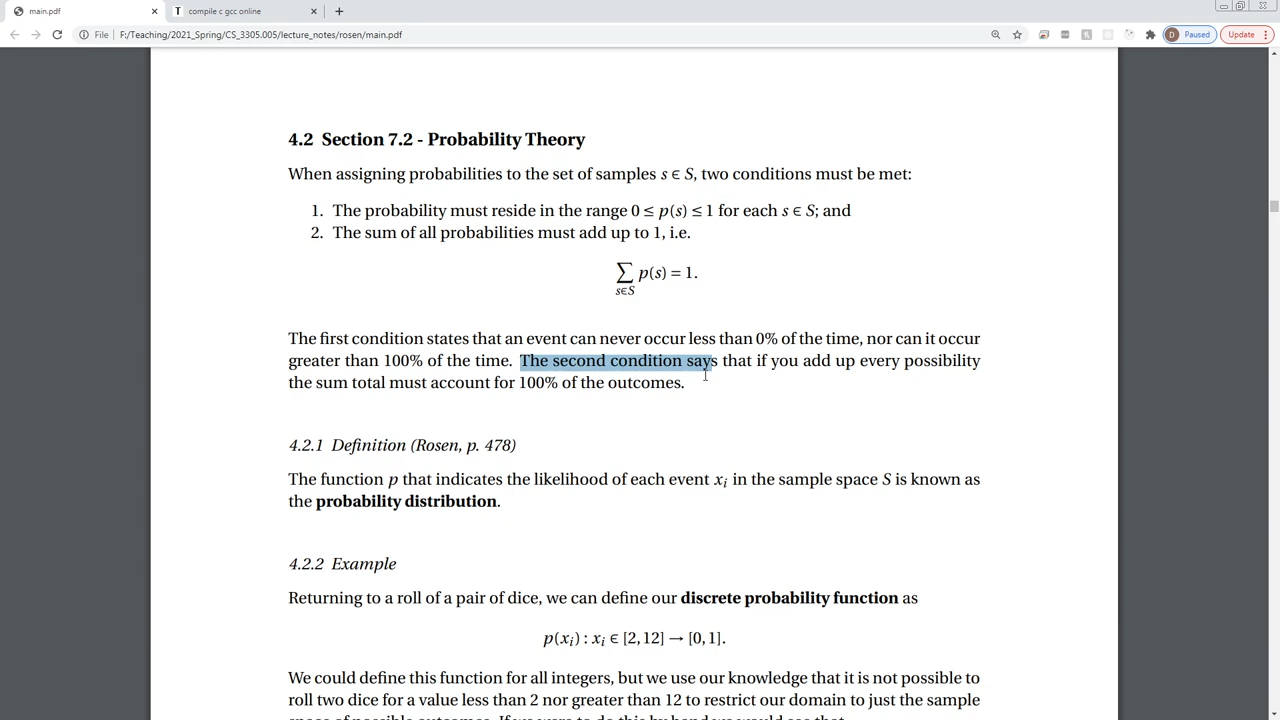 main.pdf
compile c gcc online
File
F:/Teaching/2021_Spring/CS_3305.005/lecture_notes/rosen/main.pdf
D Paused
Update
4.2 Section 7.2 - Probability Theory
When assigning probabilities to the set of samples s ∈ S, two conditions must be met:
1. The probability must reside in the range 0 ≤ p(s) ≤ 1 for each s ∈ S; and
2. The sum of all probabilities must add up to 1, i.e.
∑ p(s) = 1.
s∈S
The first condition states that an event can never occur less than 0% of the time, nor can it occur
greater than 100% of the time. The second condition says that if you add up every possibility
the sum total must account for 100% of the outcomes.
4.2.1 Definition (Rosen, p. 478)
The function p that indicates the likelihood of each event xᵢ in the sample space S is known as
the probability distribution.
4.2.2 Example
Returning to a roll of a pair of dice, we can define our discrete probability function as
p(xᵢ) : xᵢ ∈ [2, 12] → [0, 1].
We could define this function for all integers, but we use our knowledge that it is not possible to
roll two dice for a value less than 2 nor greater than 12 to restrict our domain to just the sample